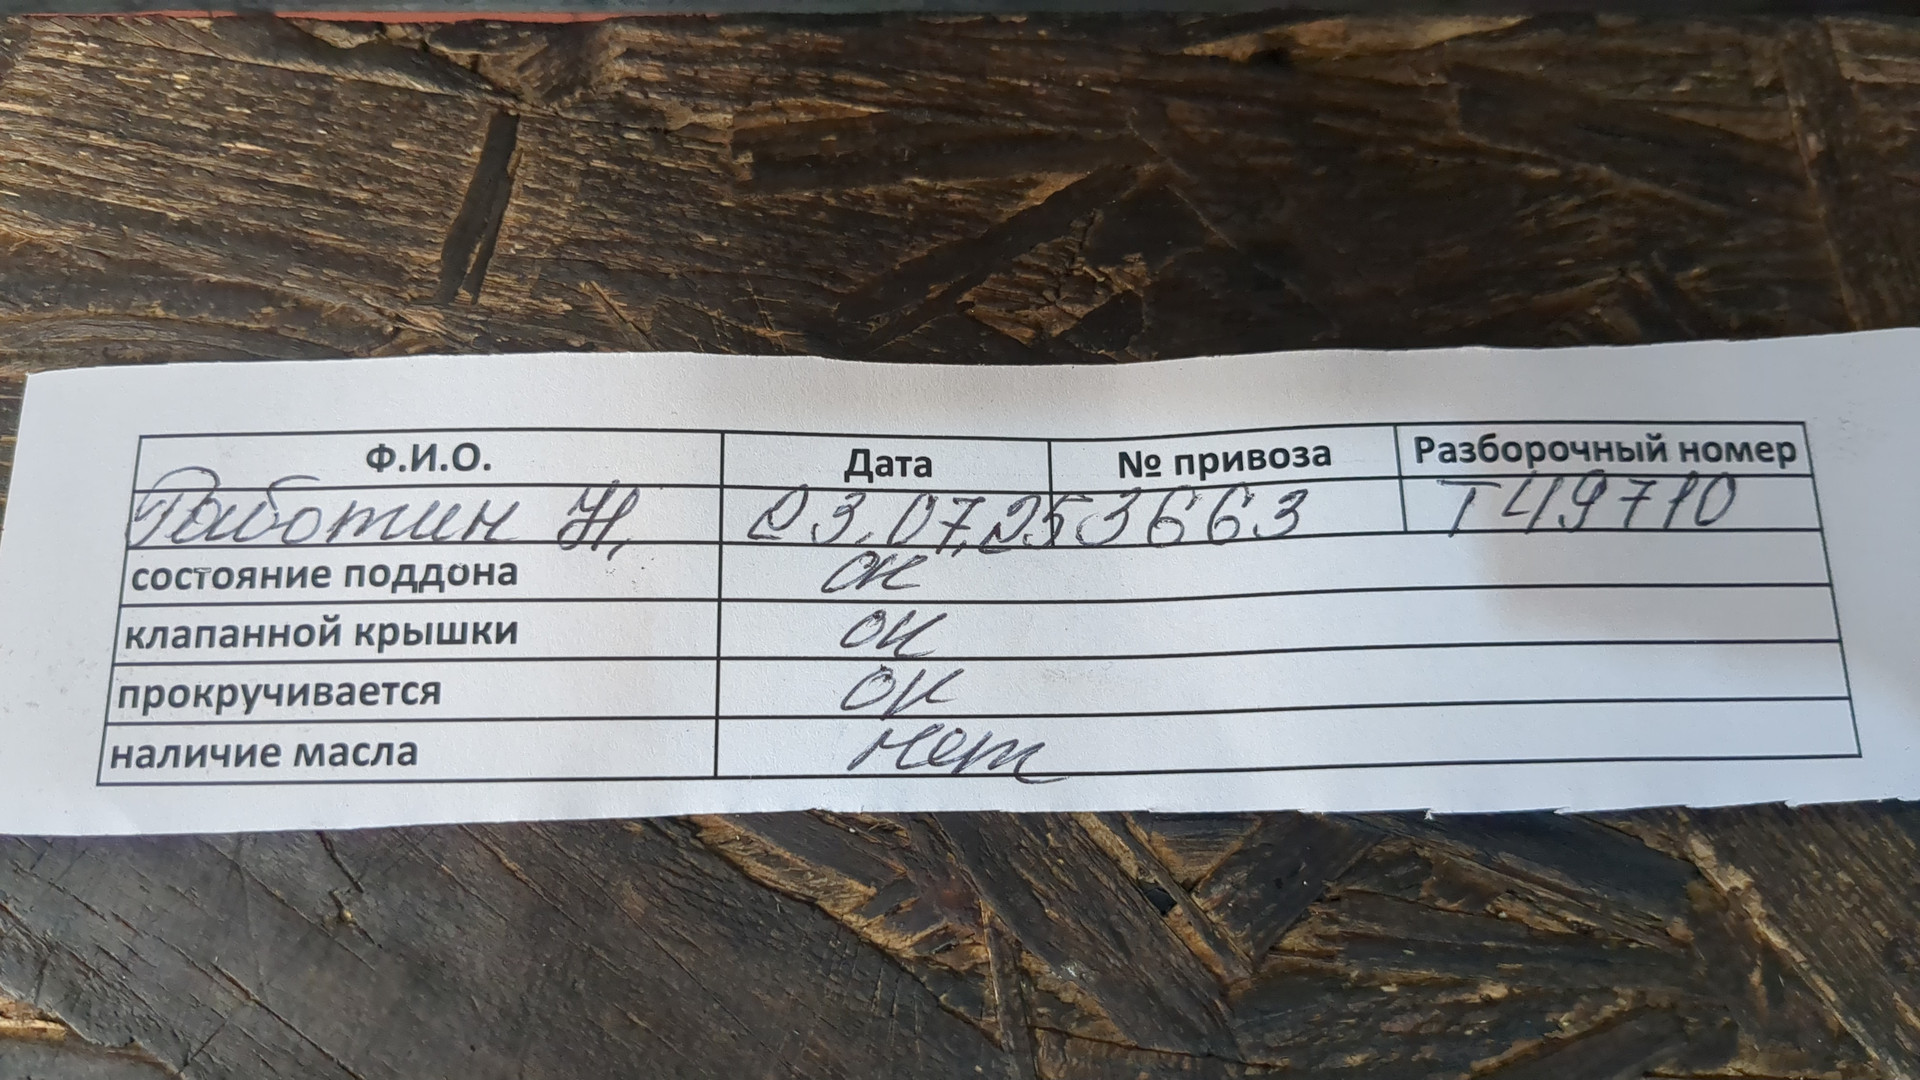 Ф.И.О. Дата № привоза Разборочный номер
Работин Н. 23.07.25 36663 Т49710
состояние поддона ок
клапанной крышки ок
прокручивается ок
наличие масла нет